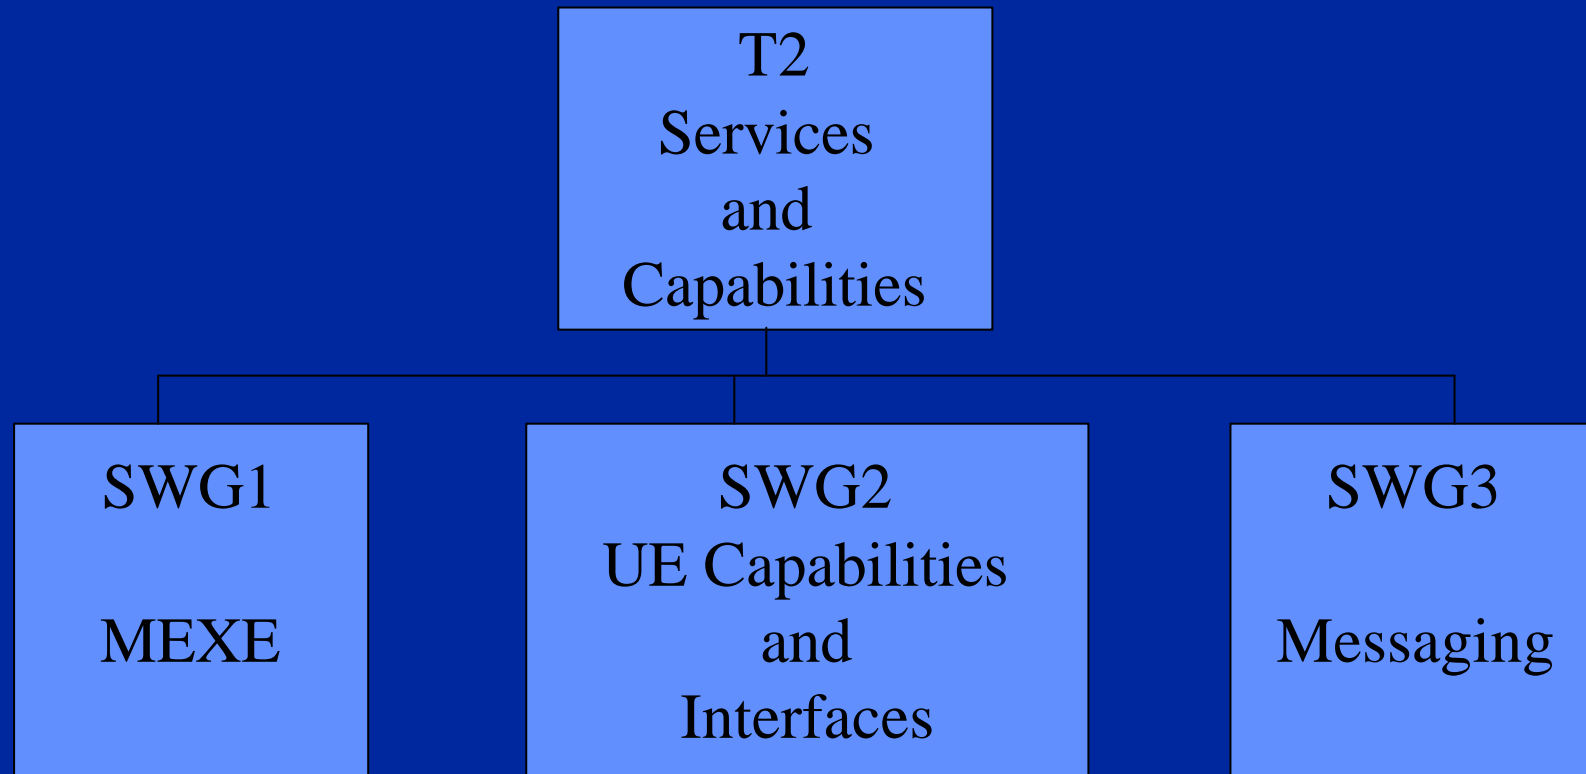 T2
Services
and
Capabilities
SWG1
MEXE
SWG2
UE Capabilities
and
Interfaces
SWG3
Messaging